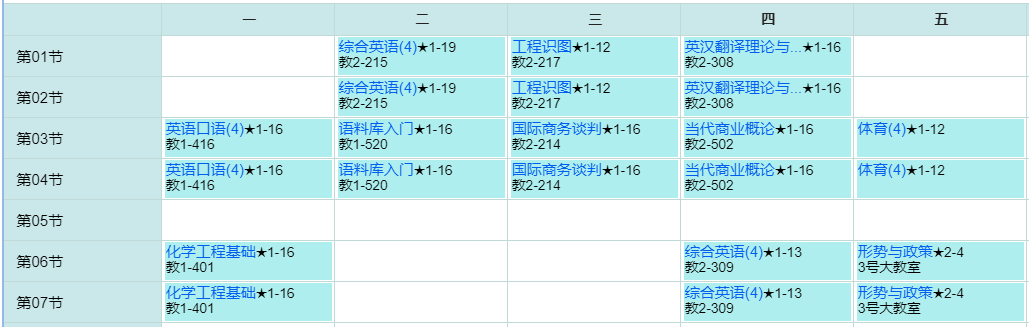 一 二 三 四 五
第01节 综合英语(4)★1-19 工程识图★1-12 英汉翻译理论与...★1-16
教2-215 教2-217 教2-308
第02节 综合英语(4)★1-19 工程识图★1-12 英汉翻译理论与...★1-16
教2-215 教2-217 教2-308
第03节 英语口语(4)★1-16 语料库入门★1-16 国际商务谈判★1-16 当代商业概论★1-16 体育(4)★1-12
教1-416 教1-520 教2-214 教2-502
第04节 英语口语(4)★1-16 语料库入门★1-16 国际商务谈判★1-16 当代商业概论★1-16 体育(4)★1-12
教1-416 教1-520 教2-214 教2-502
第05节
第06节 化学工程基础★1-16 综合英语(4)★1-13 形势与政策★2-4
教1-401 教2-309 3号大教室
第07节 化学工程基础★1-16 综合英语(4)★1-13 形势与政策★2-4
教1-401 教2-309 3号大教室